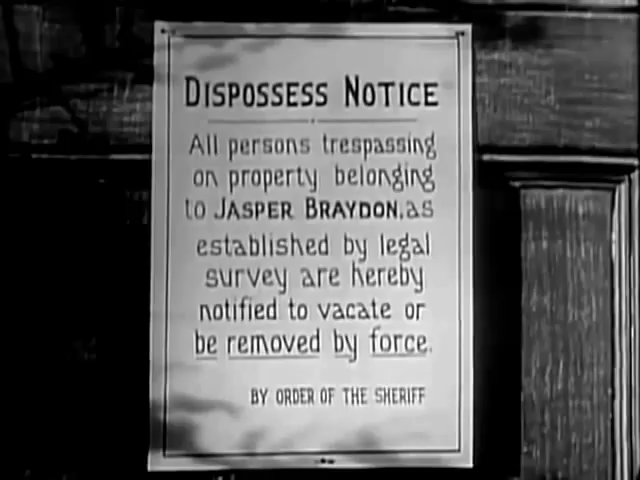 DISPOSSESS NOTICE
All persons trespassing
on property belonging
to JASPER BRAYDON, as
established by legal
survey are hereby
notified to vacate or
be removed by force.
BY ORDER OF THE SHERIFF